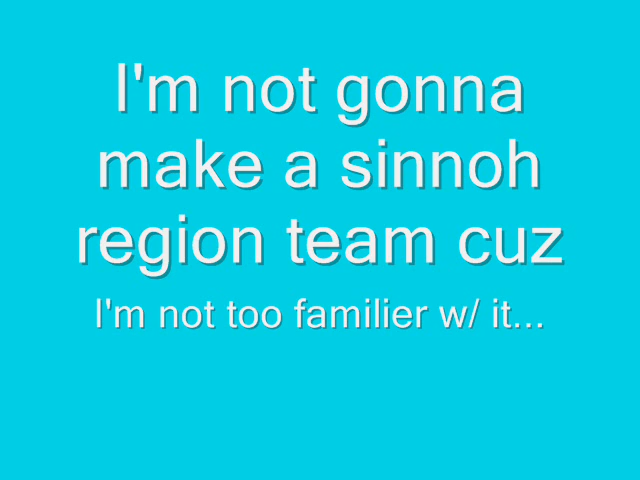 I'm not gonna
make a sinnoh
region team cuz
I'm not too familier w/ it...